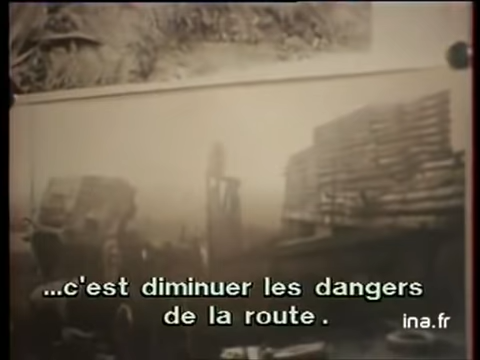 ...c'est diminuer les dangers
de la route.
ina.fr